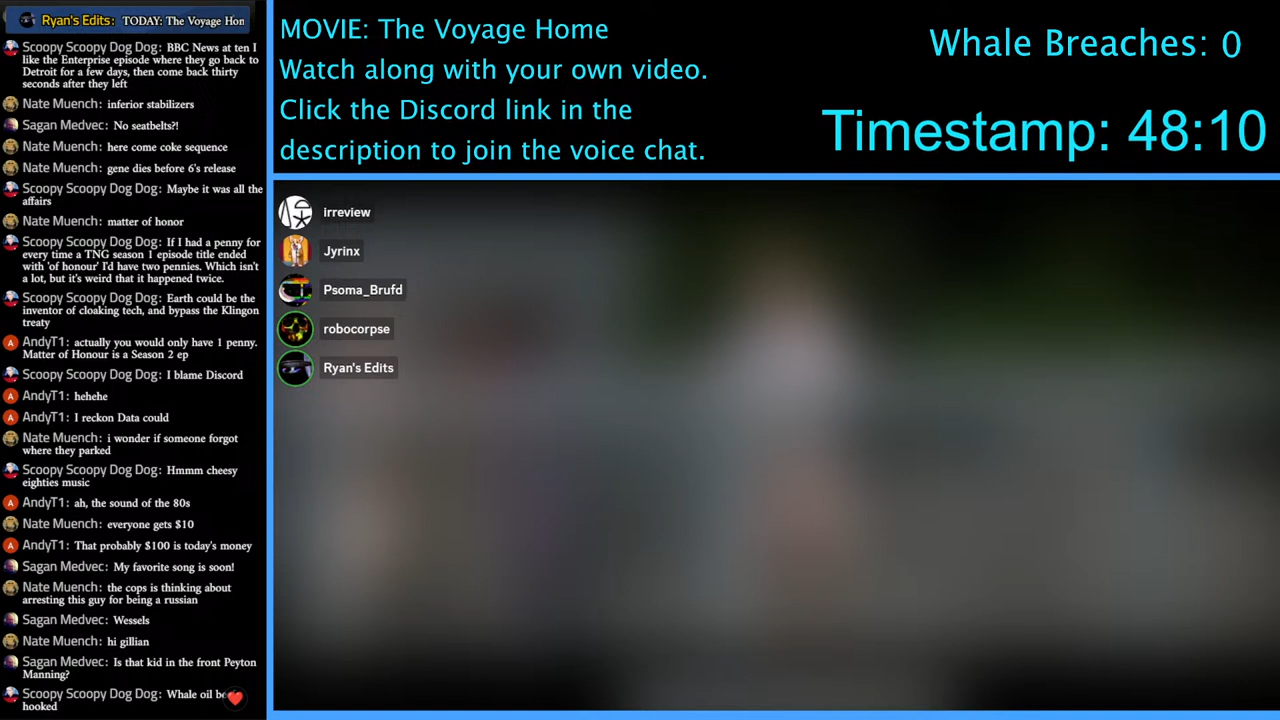 Ryan's Edits: TODAY: The Voyage Hon
Scoopy Scoopy Dog Dog: BBC News at ten I
like the Enterprise episode where they go back to
Detroit for a few days, then come back thirty
seconds after they left
Nate Muench: inferior stabilizers
Sagan Medvec: No seatbelts?!
Nate Muench: here come coke sequence
Nate Muench: gene dies before 6's release
Scoopy Scoopy Dog Dog: Maybe it was all the
affairs
Nate Muench: matter of honor
Scoopy Scoopy Dog Dog: If I had a penny for
every time a TNG season 1 episode title ended
with 'of honour' I'd have two pennies. Which isn't
a lot, but it's weird that it happened twice.
Scoopy Scoopy Dog Dog: Earth could be the
inventor of cloaking tech, and bypass the Klingon
treaty
A AndyT1: actually you would only have 1 penny.
Matter of Honour is a Season 2 ep
Scoopy Scoopy Dog Dog: I blame Discord
A AndyT1: hehehe
A AndyT1: I reckon Data could
Nate Muench: i wonder if someone forgot
where they parked
Scoopy Scoopy Dog Dog: Hmmm cheesy
eighties music
A AndyT1: ah, the sound of the 80s
Nate Muench: everyone gets $10
A AndyT1: That probably $100 is today's money
Sagan Medvec: My favorite song is soon!
Nate Muench: the cops is thinking about
arresting this guy for being a russian
Sagan Medvec: Wessels
Nate Muench: hi gillian
Sagan Medvec: Is that kid in the front Peyton
Manning?
Scoopy Scoopy Dog Dog: Whale oil
hooked
MOVIE: The Voyage Home
Watch along with your own video.
Click the Discord link in the
description to join the voice chat.
Whale Breaches: 0
Timestamp: 48:10
irreview
Jyrinx
Psoma_Brufd
robocorpse
Ryan's Edits